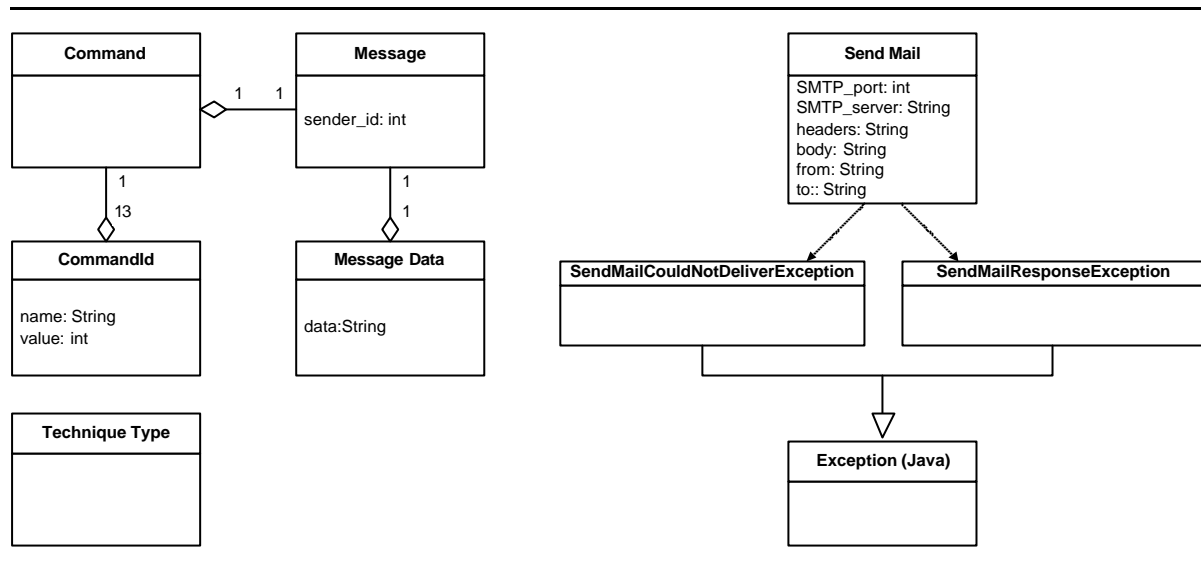 Command
Message
1
1
sender_id: int
1
13
1
1
CommandId
name: String
value: int
Message Data
data:String
Technique Type
Send Mail
SMTP_port: int
SMTP_server: String
headers: String
body: String
from: String
to:: String
SendMailCouldNotDeliverException
SendMailResponseException
Exception (Java)